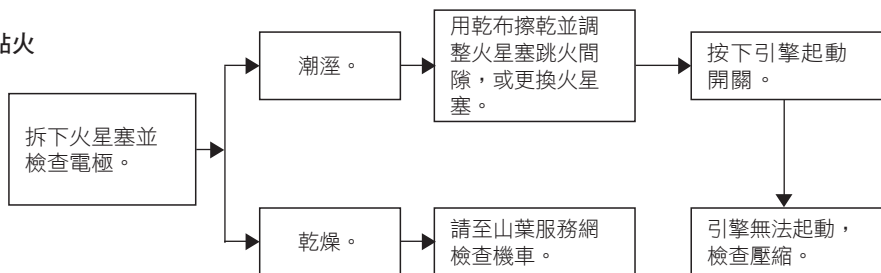 點火
拆下火星塞並
檢查電極。
潮溼。
用乾布擦乾並調
整火星塞跳火間
隙，或更換火星
塞。
按下引擎起動
開關。
乾燥。
請至山葉服務網
檢查機車。
引擎無法起動，
檢查壓縮。